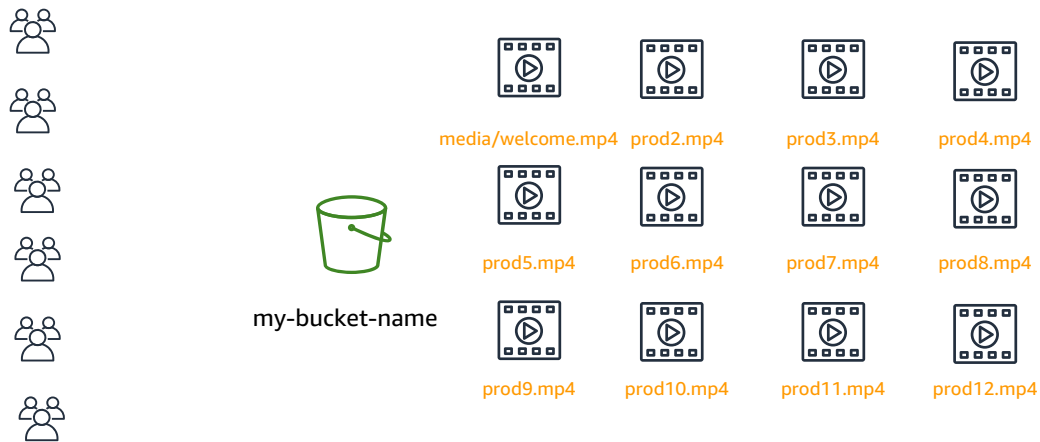 media/welcome.mp4 prod2.mp4 prod3.mp4 prod4.mp4
prod5.mp4 prod6.mp4 prod7.mp4 prod8.mp4
my-bucket-name
prod9.mp4 prod10.mp4 prod11.mp4 prod12.mp4